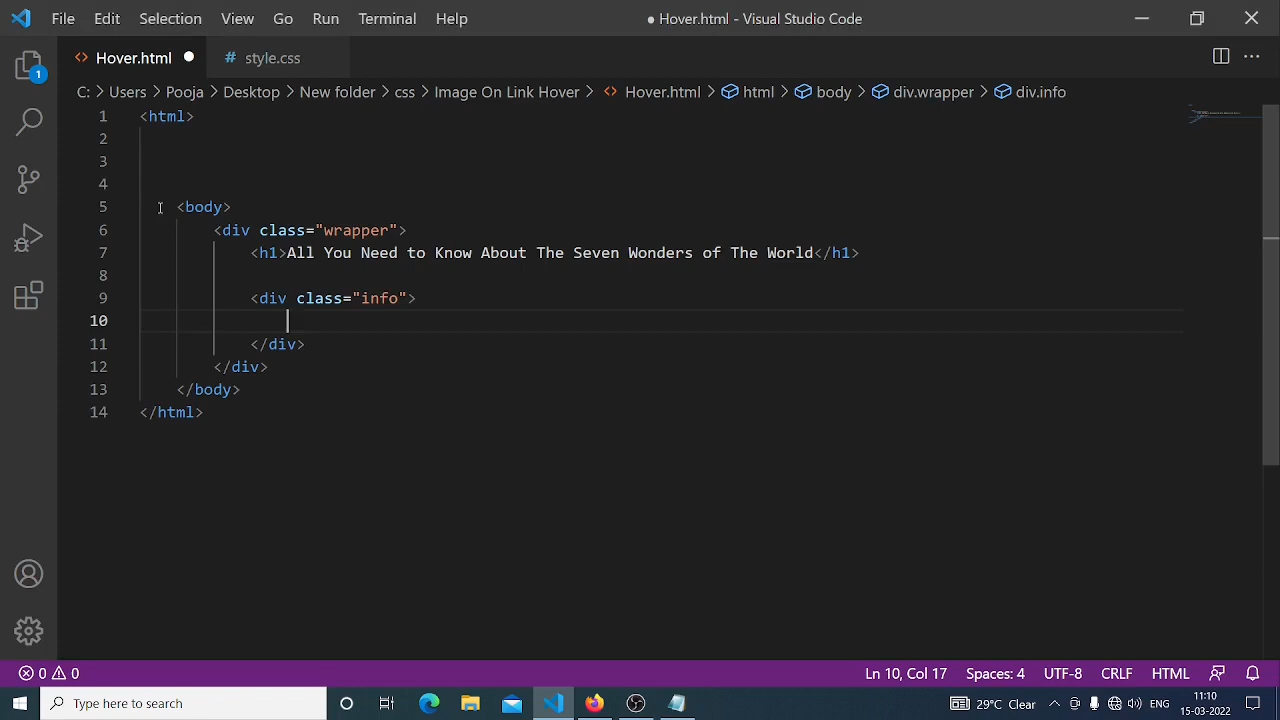 File Edit Selection View Go Run Terminal Help ● Hover.html - Visual Studio Code
1
<> Hover.html ● # style.css
C: > Users > Pooja > Desktop > New folder > css > Image On Link Hover > <> Hover.html > html > body > div.wrapper > div.info
1 <html>
2
3
4
5 <body>
6 <div class="wrapper">
7 <h1>All You Need to Know About The Seven Wonders of The World</h1>
8
9 <div class="info">
10
11 </div>
12 </div>
13 </body>
14 </html>
0 0 Ln 10, Col 17 Spaces: 4 UTF-8 CRLF HTML
Type here to search 29°C Clear ENG 11:10
15-03-2022